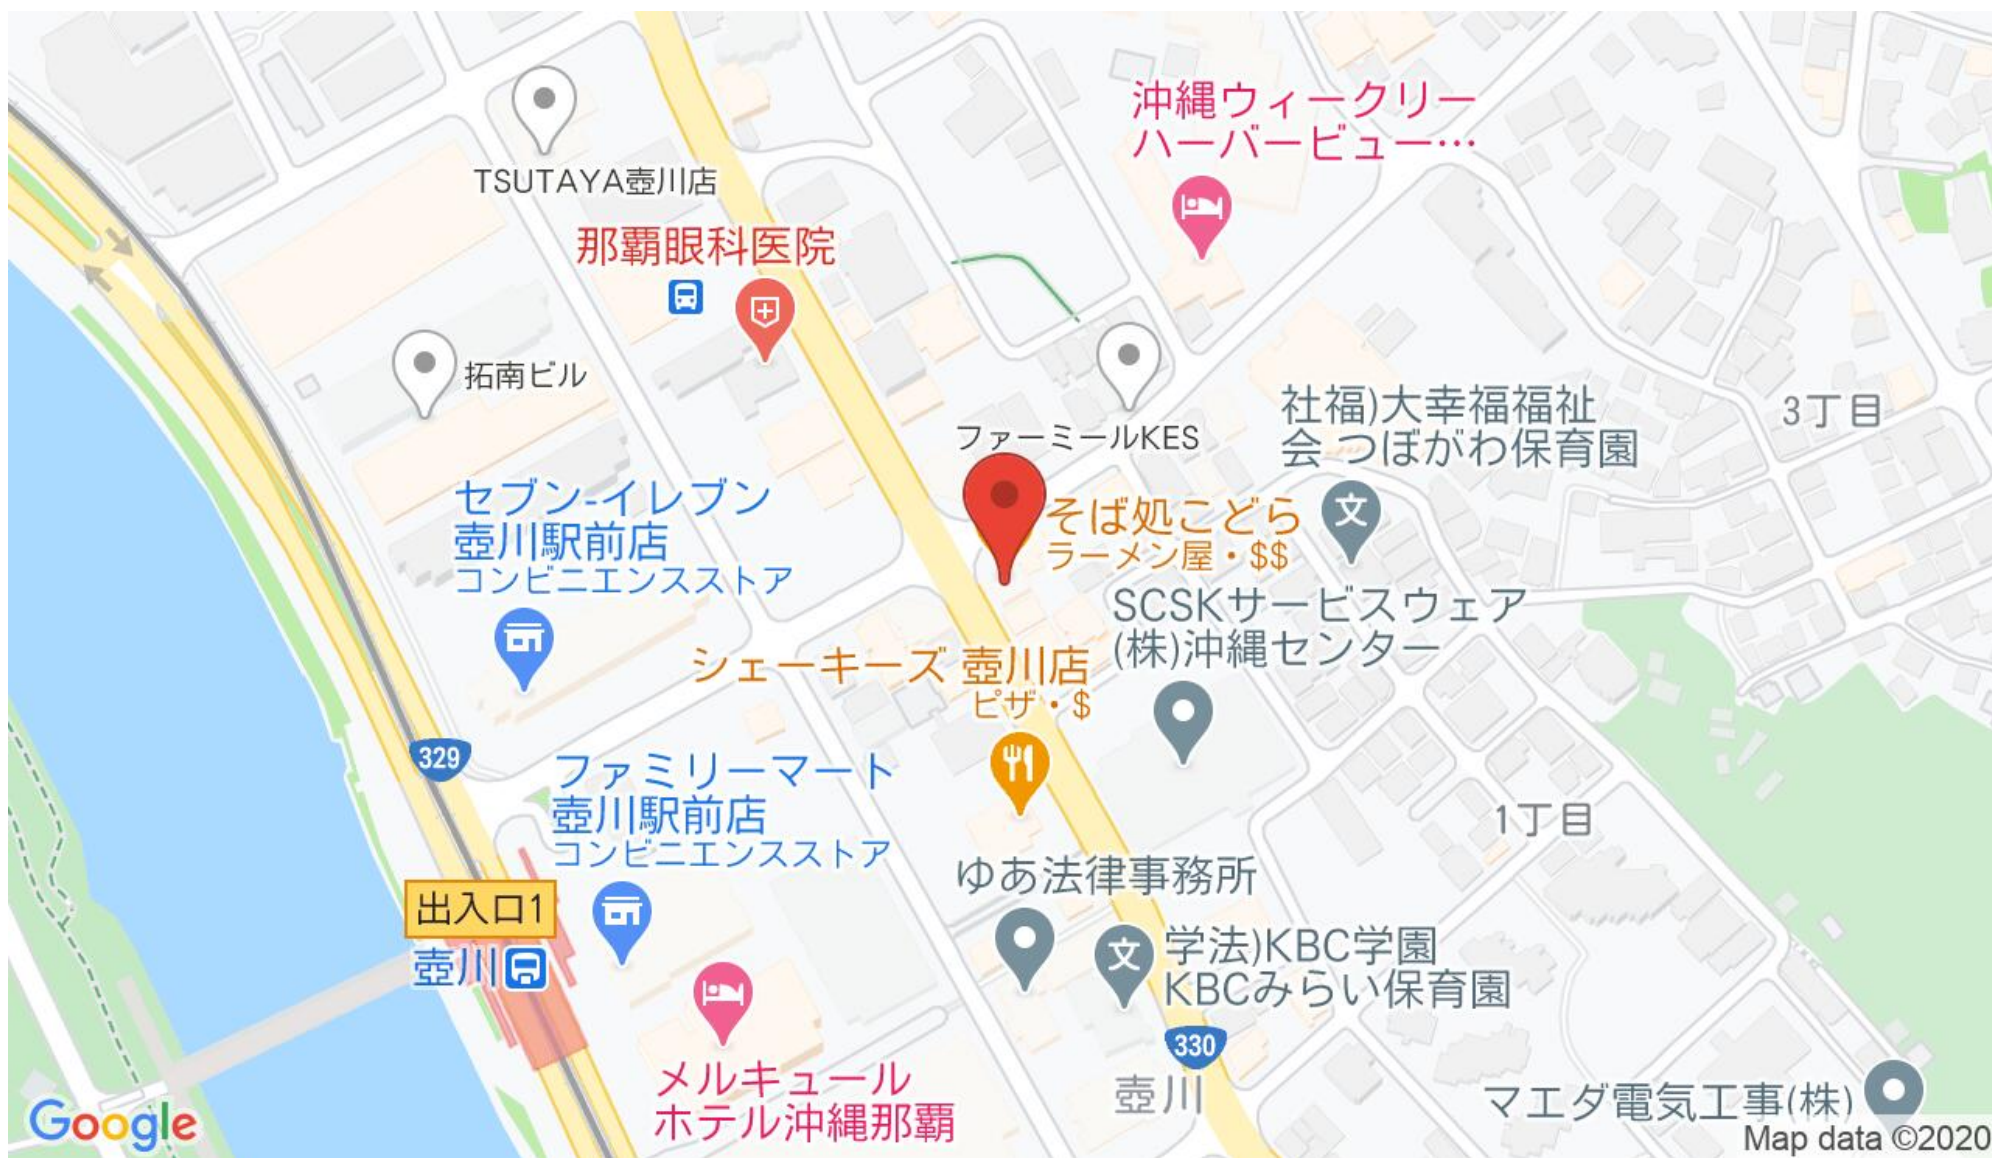 沖縄ウィークリー
ハーバービュー…
TSUTAYA壺川店
那覇眼科医院
拓南ビル
ファーミールKES
社福)大幸福福祉
会 つぼがわ保育園
3丁目
セブン-イレブン
壺川駅前店
コンビニエンスストア
そば処こどら
ラーメン屋・$$
SCSKサービスウェア
(株)沖縄センター
シェーキーズ 壺川店
ピザ・$
329
ファミリーマート
壺川駅前店
コンビニエンスストア
1丁目
ゆあ法律事務所
出入口1
壺川
学法)KBC学園
KBCみらい保育園
330
メルキュール
ホテル沖縄那覇
壺川
マエダ電気工事(株)
Google
Map data ©2020